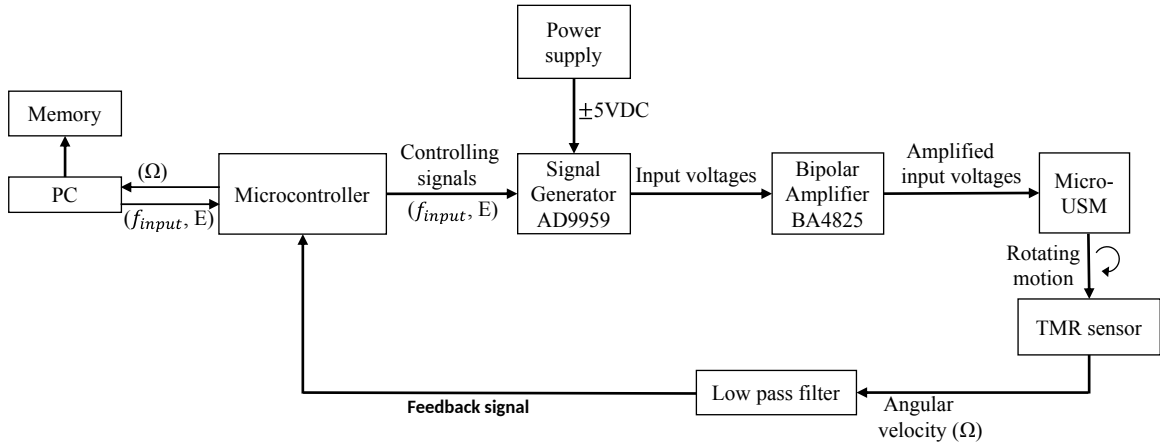 Power
supply
±5VDC
Memory
PC
(Ω)
(f_input, E)
Microcontroller
Controlling
signals
(f_input, E)
Signal
Generator
AD9959
Input voltages
Bipolar
Amplifier
BA4825
Amplified
input voltages
Micro-
USM
Rotating
motion
TMR sensor
Angular
velocity (Ω)
Low pass filter
Feedback signal